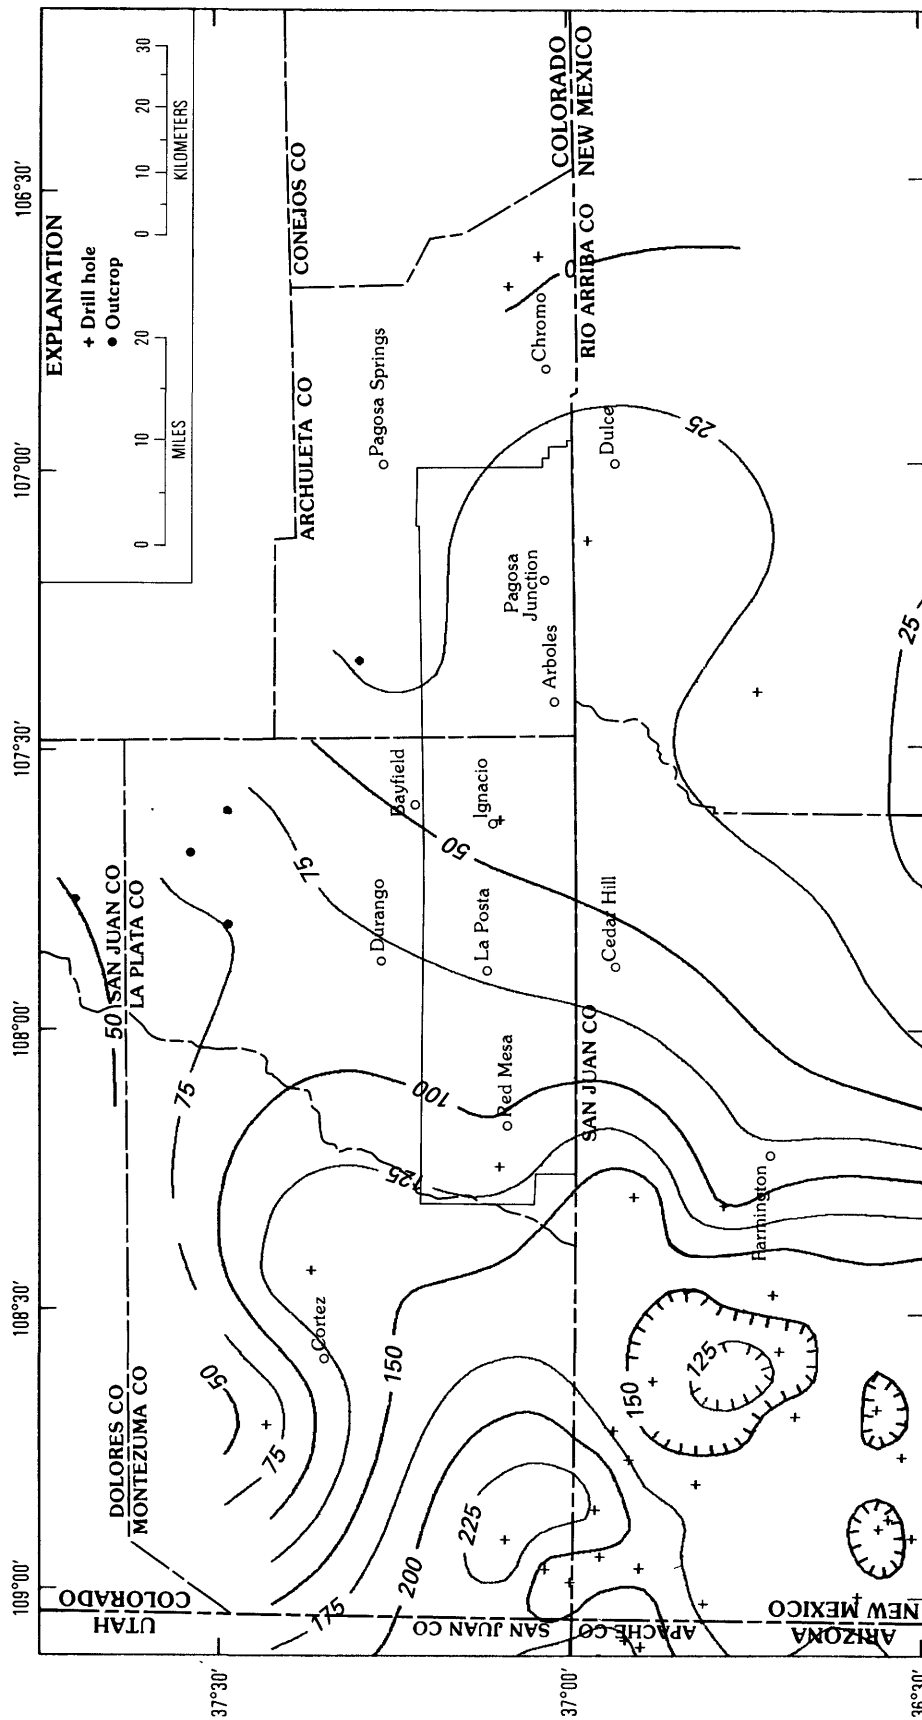 EXPLANATION
+ Drill hole
● Outcrop
0 10 20
MILES
0 10 20 30
KILOMETERS
109°00'
108°30'
108°00'
107°30'
107°00'
106°30'
37°30'
37°00'
36°30'
UTAH
COLORADO
DOLORES CO
MONTEZUMA CO
SAN JUAN CO
LA PLATA CO
ARCHULETA CO
CONEJOS CO
50
75
50
75
75
100
125
150
175
200
225
50
25
0
Cortez
Durango
Bayfield
Pagosa Springs
Red Mesa
La Posta
Ignacio
Arboles
Pagosa
Junction
Chromo
COLORADO
NEW MEXICO
SAN JUAN CO
APACHE CO
SAN JUAN CO
RIO ARRIBA CO
Cedar Hill
Dulce
Farmington
150
125
25
ARIZONA
NEW MEXICO